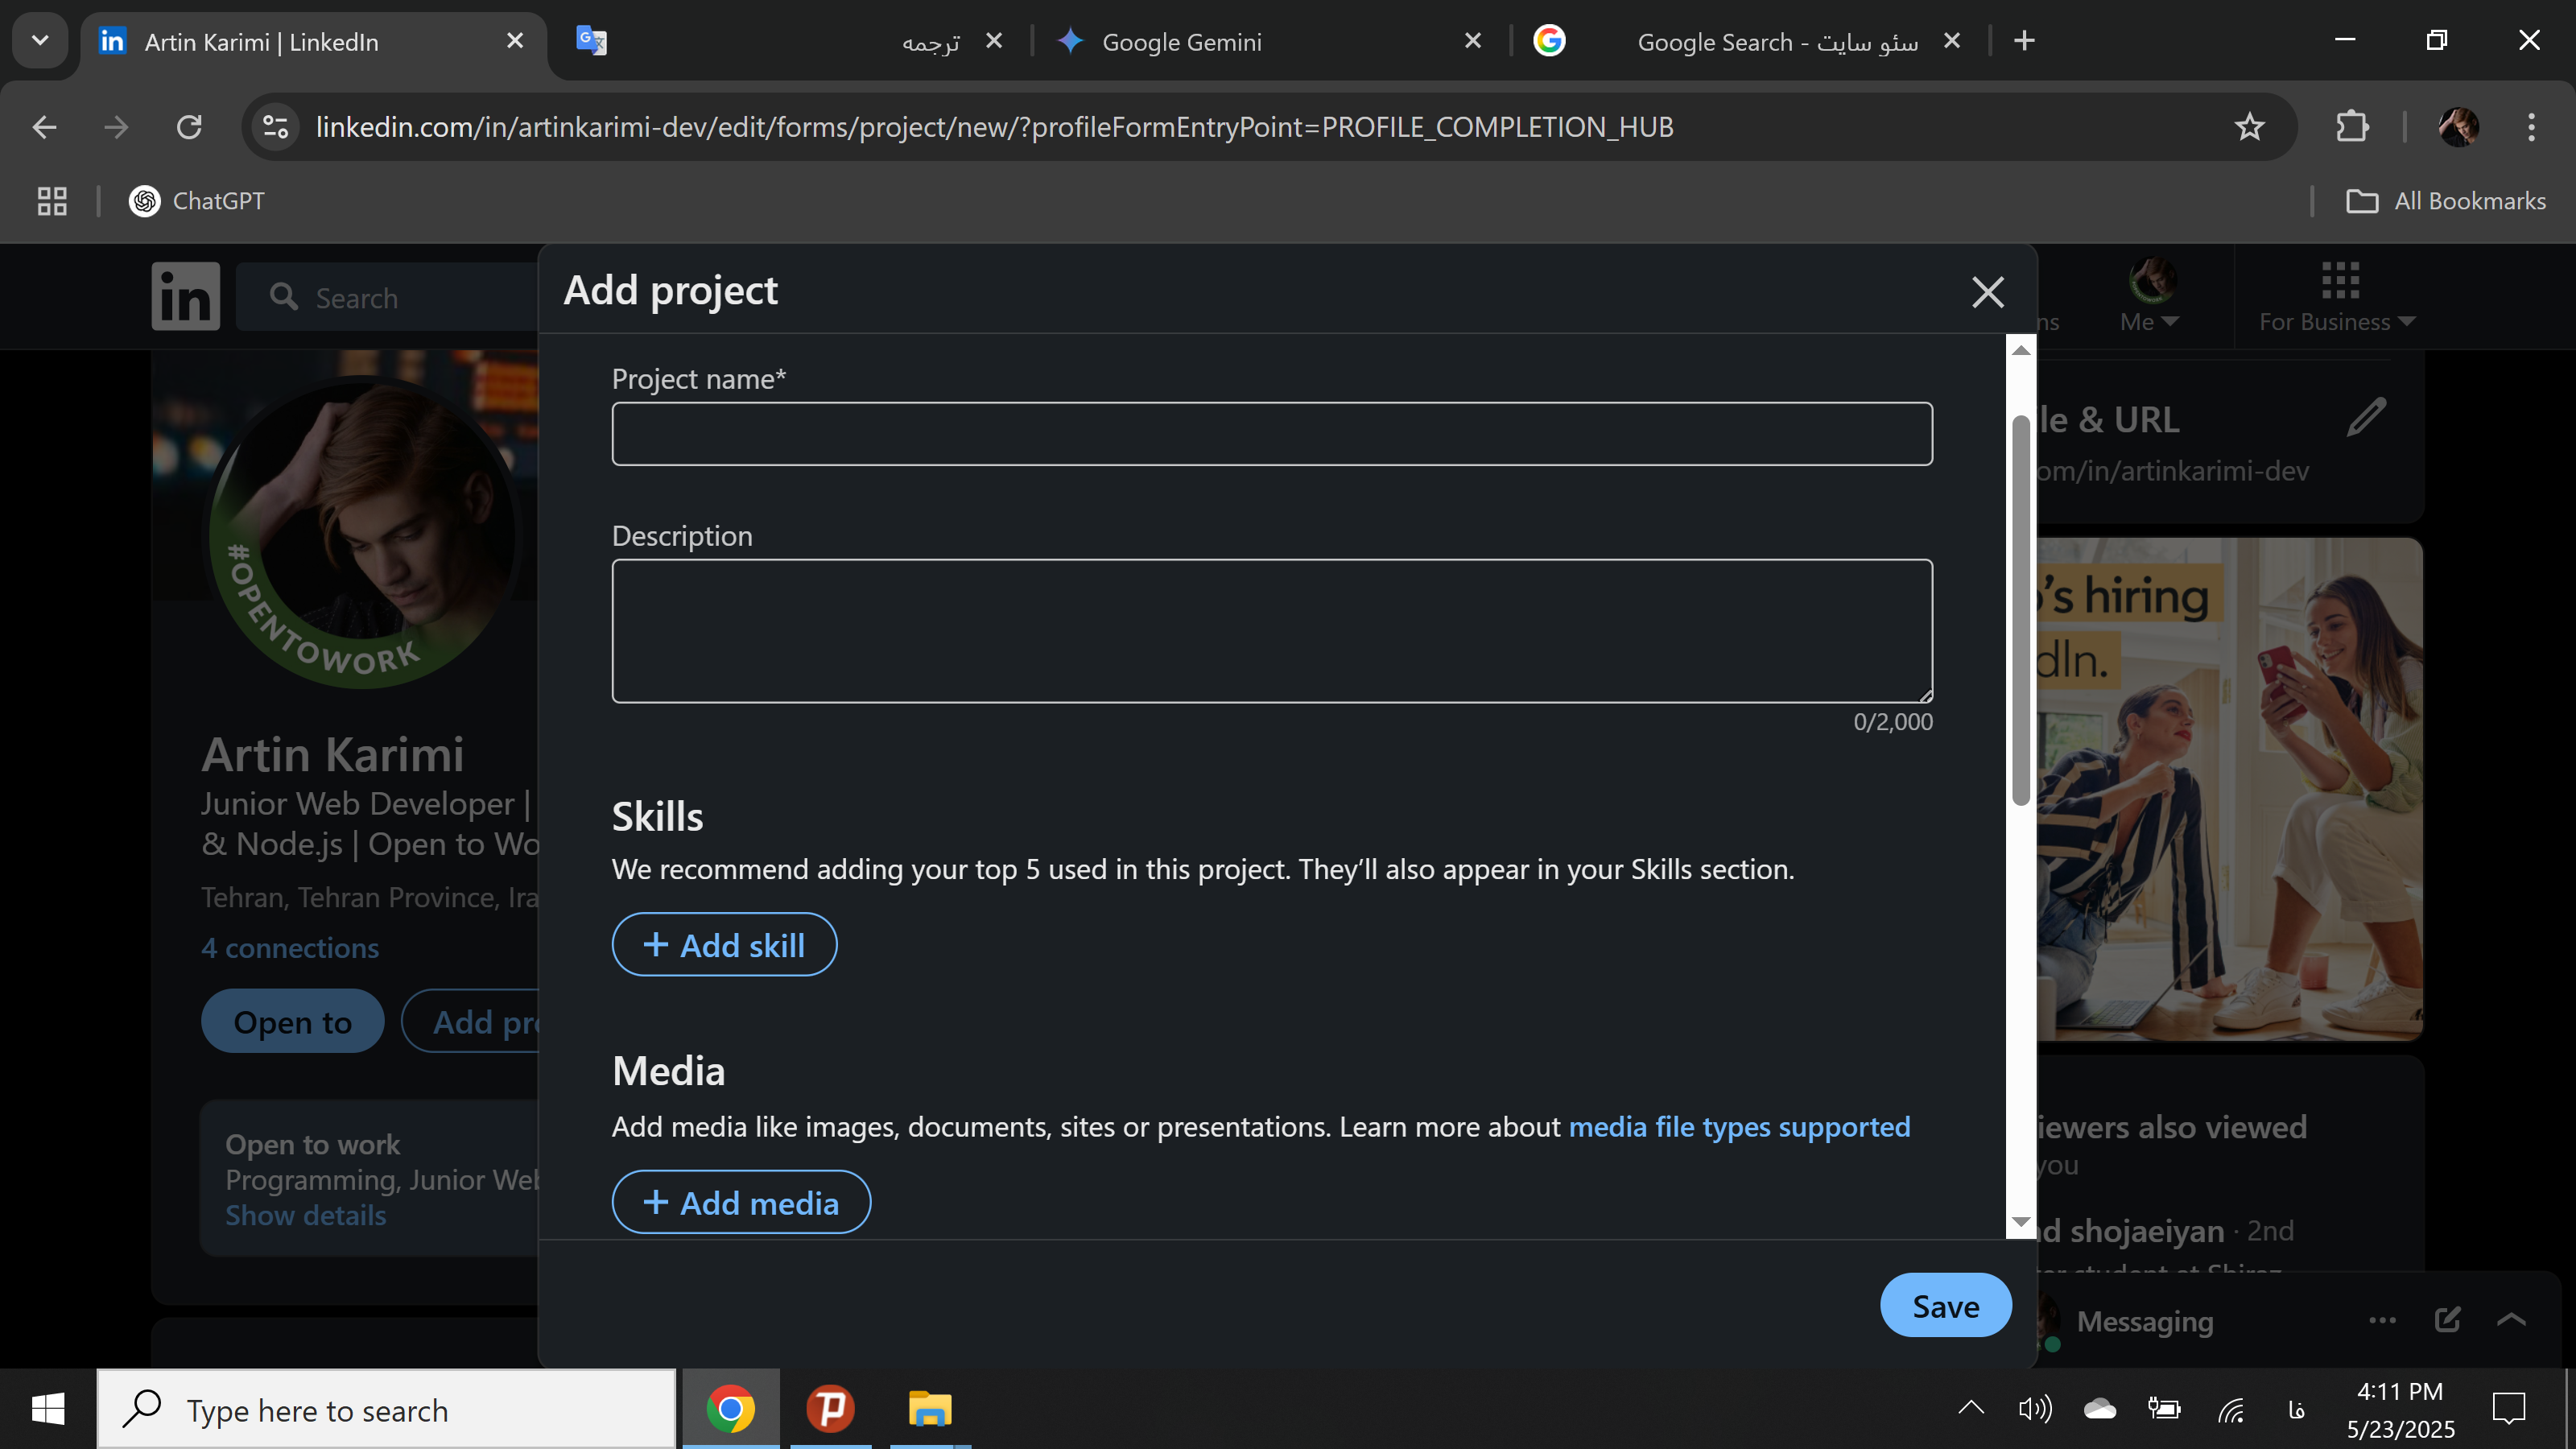 Artin Karimi | LinkedIn
ترجمه
Google Gemini
سئو سایت - Google Search
linkedin.com/in/artinkarimi-dev/edit/forms/project/new/?profileFormEntryPoint=PROFILE_COMPLETION_HUB
ChatGPT
All Bookmarks
in
Search
Add project
ns
Me
For Business
Project name*
le & URL
om/in/artinkarimi-dev
Description
0/2,000
#OPENTOWORK
's hiring
dIn.
Artin Karimi
Junior Web Developer |
& Node.js | Open to Wo
Tehran, Tehran Province, Ira
4 connections
Open to
Add pro
Skills
We recommend adding your top 5 used in this project. They’ll also appear in your Skills section.
+ Add skill
Media
Add media like images, documents, sites or presentations. Learn more about media file types supported
+ Add media
Open to work
Programming, Junior Web
Show details
iewers also viewed
you
d shojaeiyan · 2nd
Save
Messaging
Type here to search
فا
4:11 PM
5/23/2025